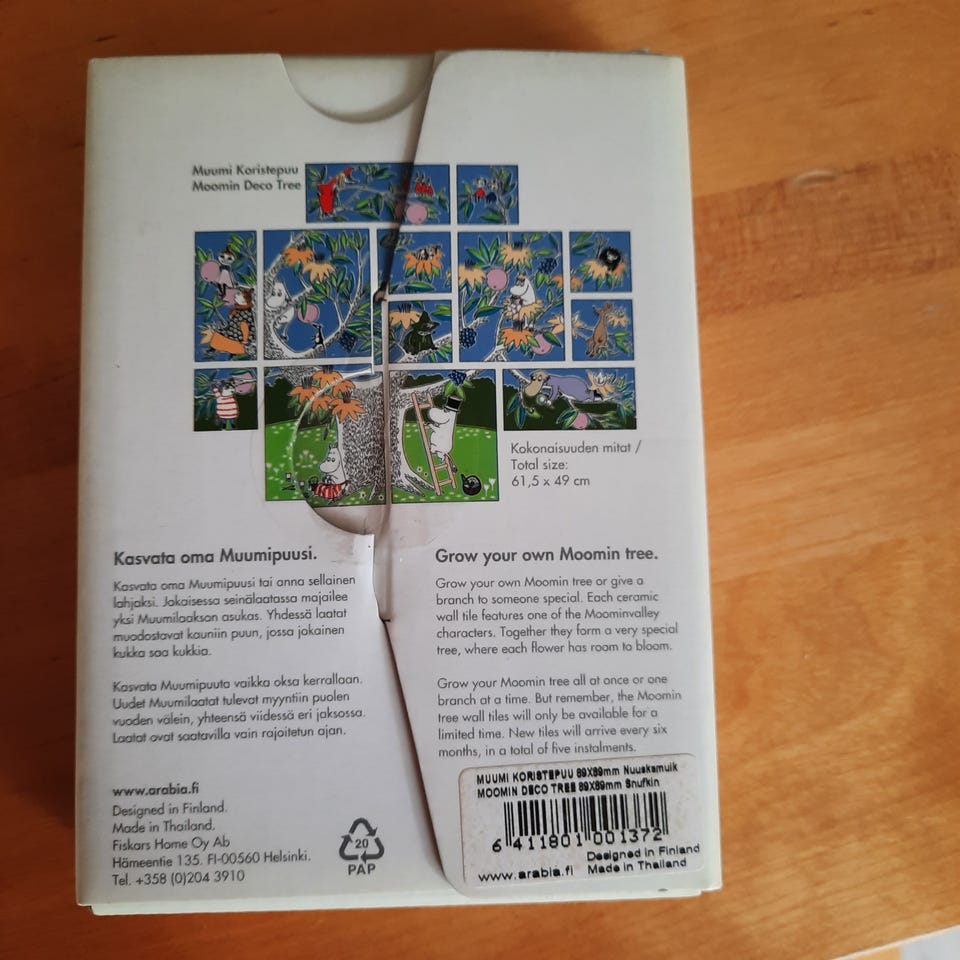 Muumi Koristepuu
Moomin Deco Tree
Kokonaisuuden mitat /
Total size:
61,5 x 49 cm
Kasvata oma Muumipuusi.
Kasvata oma Muumipuusi tai anna sellainen
lahjaksi. Jokaisessa seinälaatassa majailee
yksi Muumilaakson asukas. Yhdessä laatat
muodostavat kauniin puun, jossa jokainen
kukka saa kukkia.
Kasvata Muumipuuta vaikka oksa kerrallaan.
Uudet Muumilaatat tulevat myyntiin puolen
vuoden välein, yhteensä viidessä eri jaksossa.
Laatat ovat saatavilla vain rajoitetun ajan.
www.arabia.fi
Designed in Finland.
Made in Thailand.
Fiskars Home Oy Ab
Hämeentie 135. FI-00560 Helsinki.
Tel. +358 (0)204 3910
20
PAP
Grow your own Moomin tree.
Grow your own Moomin tree or give a
branch to someone special. Each ceramic
wall tile features one of the Moominvalley
characters. Together they form a very special
tree, where each flower has room to bloom.
Grow your Moomin tree all at once or one
branch at a time. But remember, the Moomin
tree wall tiles will only be available for a
limited time. New tiles will arrive every six
months, in a total of five instalments.
MUUMI KORISTEPUU 89X89mm Nuuskamuik
MOOMIN DECO TREE 89X89mm Snufkin
6 411801 001372
Designed in Finland
www.arabia.fi Made in Thailand